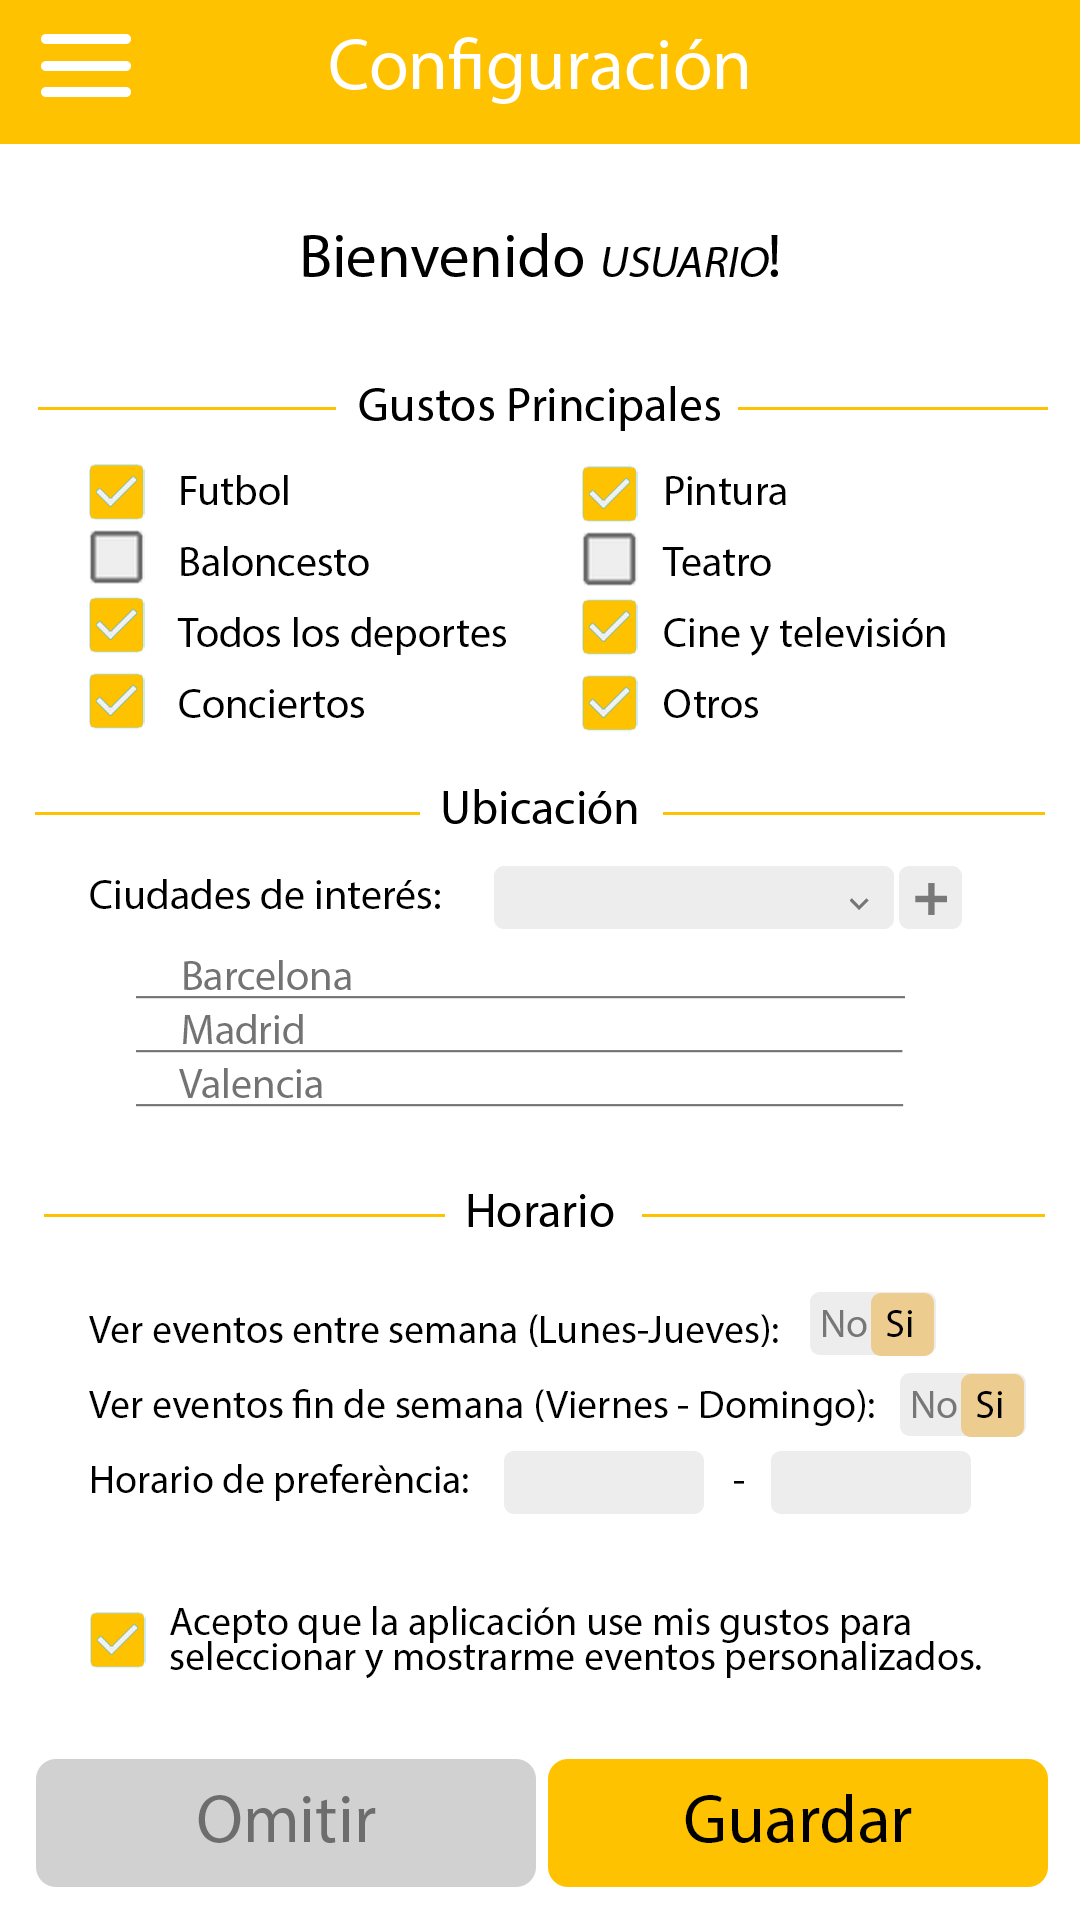 Configuración
Bienvenido USUARIO!
Gustos Principales
Futbol
Pintura
Baloncesto
Teatro
Todos los deportes
Cine y televisión
Conciertos
Otros
Ubicación
Ciudades de interés:
+
Barcelona
Madrid
Valencia
Horario
Ver eventos entre semana (Lunes-Jueves): No Si
Ver eventos fin de semana (Viernes - Domingo): No Si
Horario de preferència: -
Acepto que la aplicación use mis gustos para
seleccionar y mostrarme eventos personalizados.
Omitir
Guardar